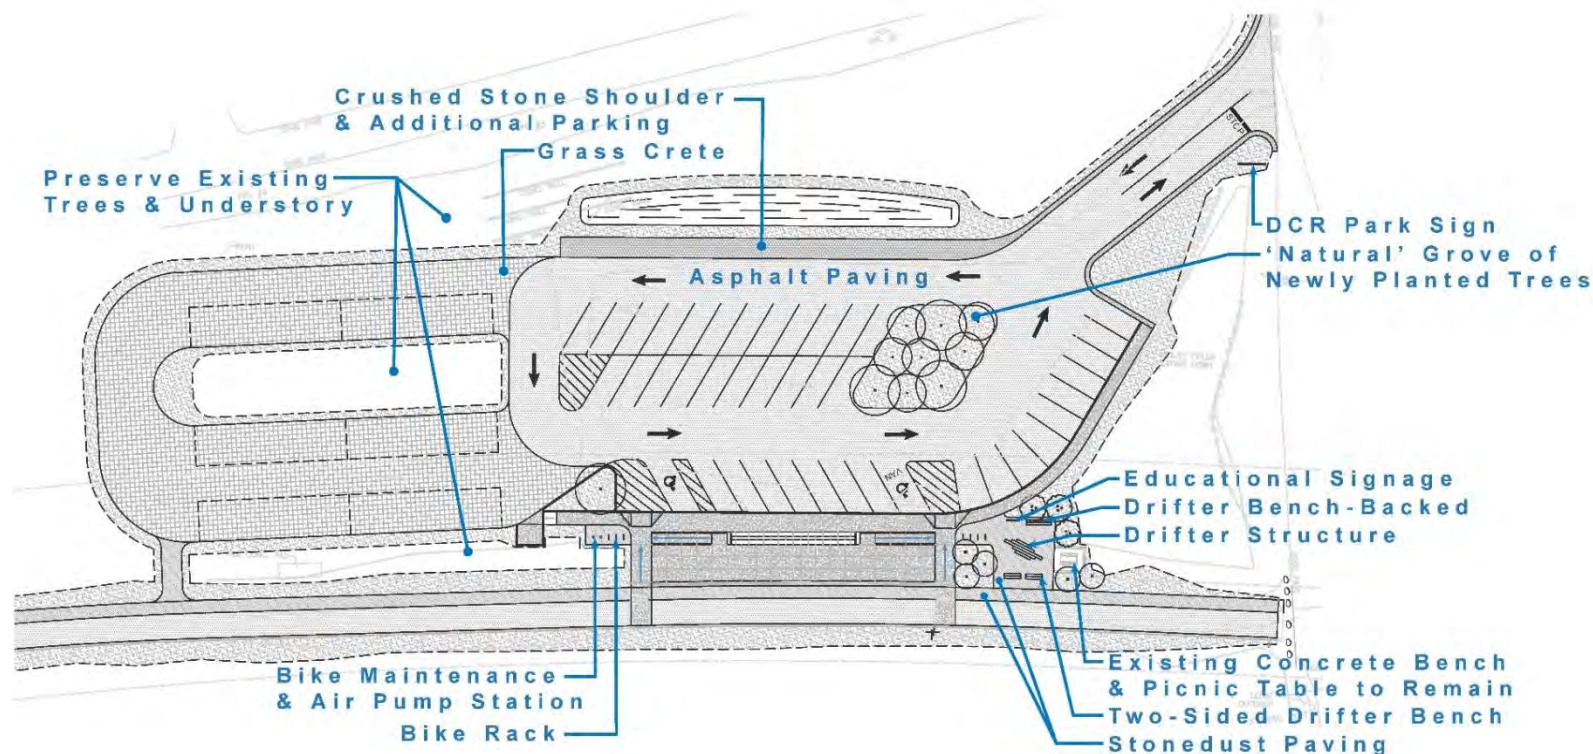 Crushed Stone Shoulder
& Additional Parking
Grass Crete
Preserve Existing
Trees & Understory
STOP
DCR Park Sign
'Natural' Grove of
Newly Planted Trees
Asphalt Paving
VAN
Educational Signage
Drifter Bench-Backed
Drifter Structure
Bike Maintenance
& Air Pump Station
Bike Rack
Existing Concrete Bench
& Picnic Table to Remain
Two-Sided Drifter Bench
Stonedust Paving